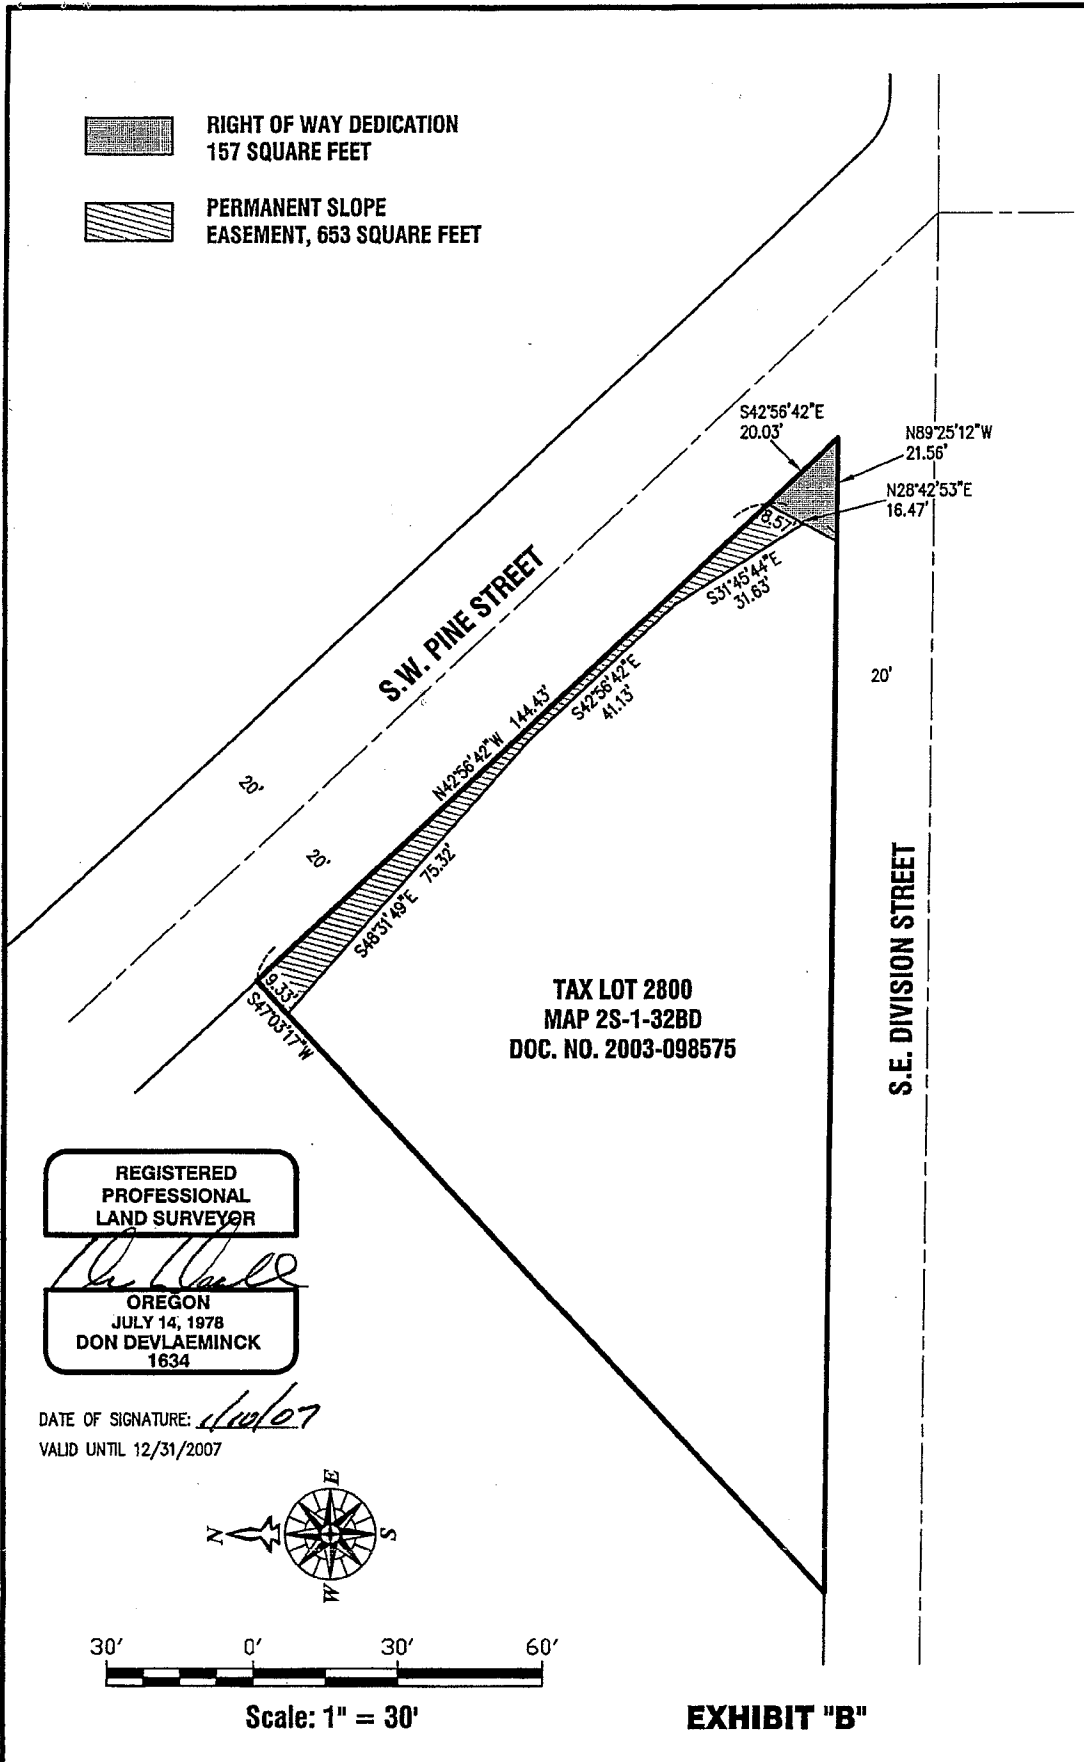 RIGHT OF WAY DEDICATION
157 SQUARE FEET
PERMANENT SLOPE
EASEMENT, 653 SQUARE FEET
S42°56'42"E
20.03'
N89°25'12"W
21.56'
N28°42'53"E
16.47'
8.57'
S31°45'44"E
31.63'
S.W. PINE STREET
S42°56'42"E
41.13'
20'
N42°56'42"W 144.43'
20'
20'
S48°31'49"E 75.32'
S.E. DIVISION STREET
9.33'
S47°03'17"W
TAX LOT 2800
MAP 2S-1-32BD
DOC. NO. 2003-098575
REGISTERED
PROFESSIONAL
LAND SURVEYOR
OREGON
JULY 14, 1978
DON DEVLAEMINCK
1634
DATE OF SIGNATURE: 1/10/07
VALID UNTIL 12/31/2007
E
N
S
W
30' 0' 30' 60'
Scale: 1" = 30'
EXHIBIT "B"